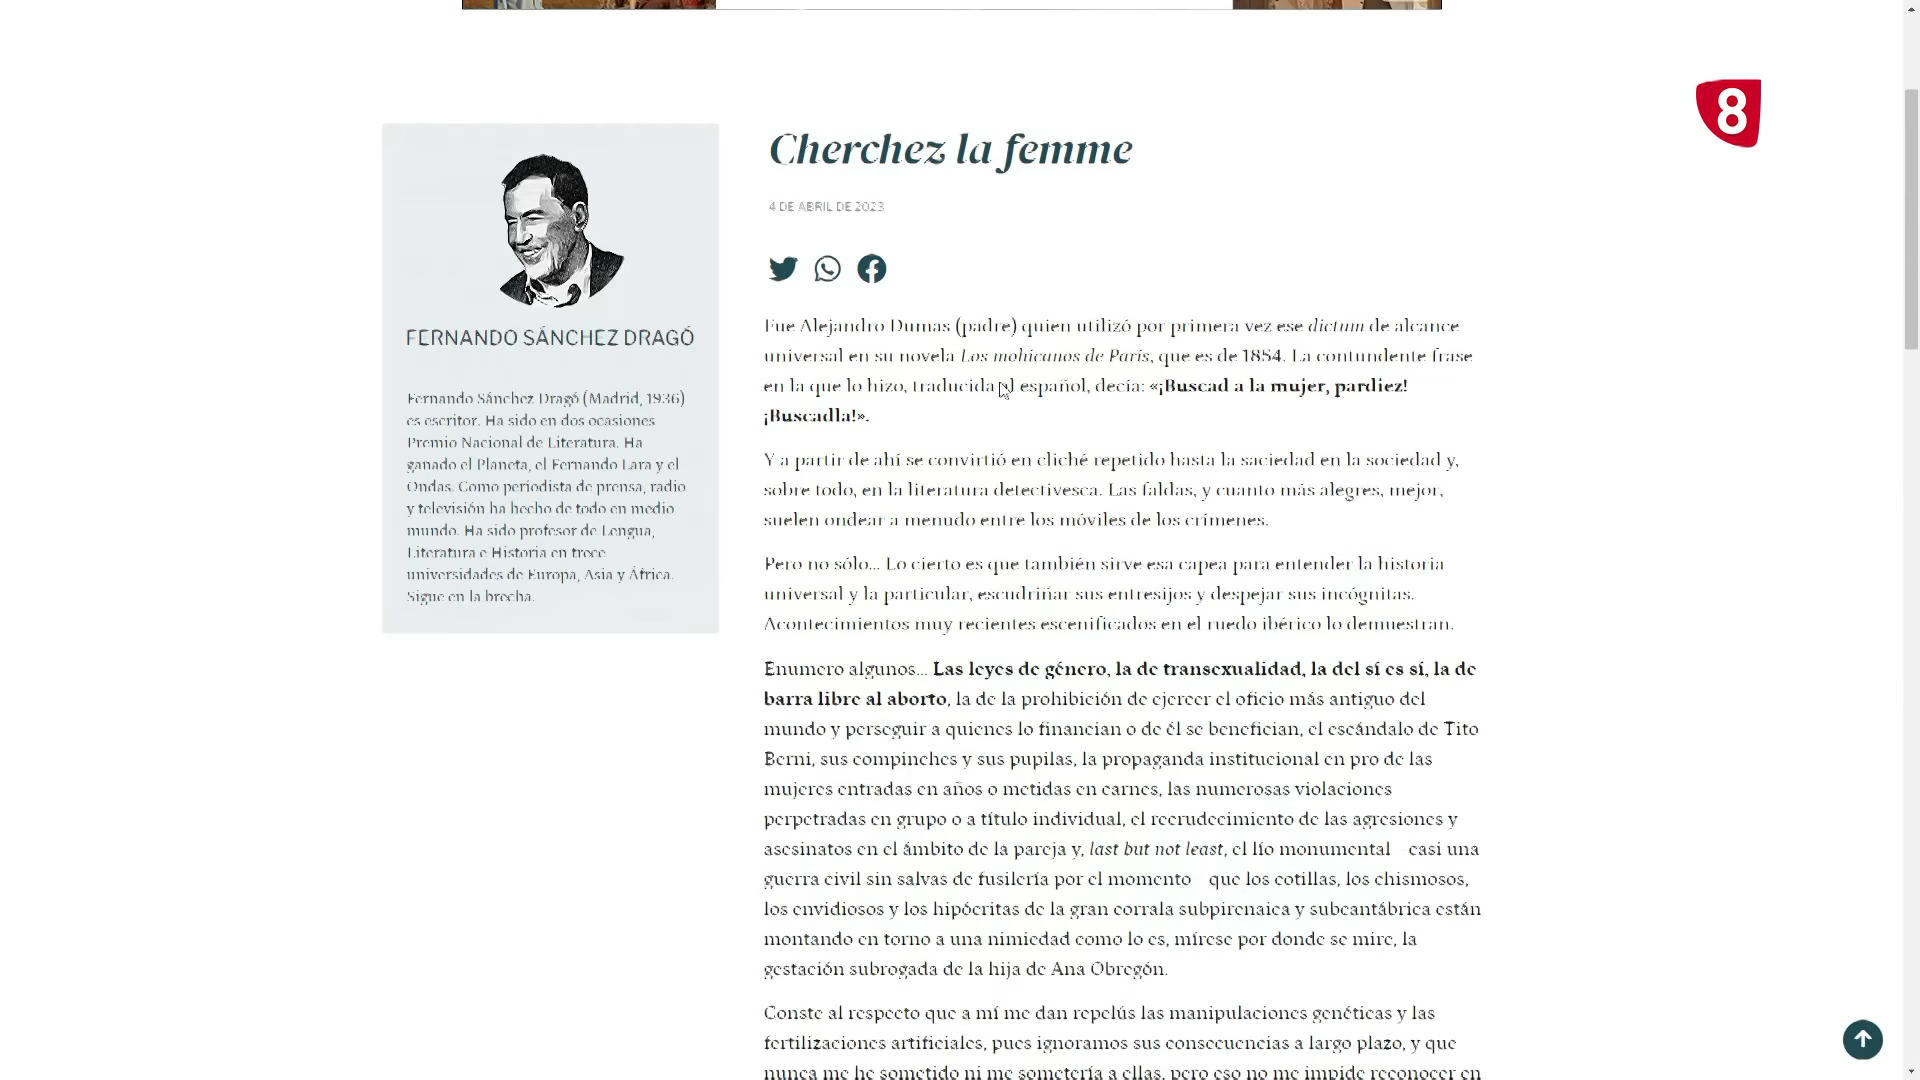 8
Cherchez la femme
4 DE ABRIL DE 2023
FERNANDO SÁNCHEZ DRAGÓ
Fernando Sánchez Dragó (Madrid, 1936)
es escritor. Ha sido en dos ocasiones
Premio Nacional de Literatura. Ha
ganado el Planeta, el Fernando Lara y el
Ondas. Como periodista de prensa, radio
y televisión ha hecho de todo en medio
mundo. Ha sido profesor de Lengua,
Literatura e Historia en trece
universidades de Europa, Asia y África.
Sigue en la brecha.
Fue Alejandro Dumas (padre) quien utilizó por primera vez ese dictum de alcance
universal en su novela Los mohicanos de París, que es de 1854. La contundente frase
en la que lo hizo, traducida al español, decía: «¡Buscad a la mujer, pardiez!
¡Buscadla!».
Y a partir de ahí se convirtió en cliché repetido hasta la saciedad en la sociedad y,
sobre todo, en la literatura detectivesca. Las faldas, y cuanto más alegres, mejor,
suelen ondear a menudo entre los móviles de los crímenes.
Pero no sólo... Lo cierto es que también sirve esa capea para entender la historia
universal y la particular, escudriñar sus entresijos y despejar sus incógnitas.
Acontecimientos muy recientes escenificados en el ruedo ibérico lo demuestran.
Enumero algunos... Las leyes de género, la de transexualidad, la del sí es sí, la de
barra libre al aborto, la de la prohibición de ejercer el oficio más antiguo del
mundo y perseguir a quienes lo financian o de él se benefician, el escándalo de Tito
Berni, sus compinches y sus pupilas, la propaganda institucional en pro de las
mujeres entradas en años o metidas en carnes, las numerosas violaciones
perpetradas en grupo o a título individual, el recrudecimiento de las agresiones y
asesinatos en el ámbito de la pareja y, last but not least, el lío monumental casi una
guerra civil sin salvas de fusilería por el momento que los cotillas, los chismosos,
los envidiosos y los hipócritas de la gran corrala subpirenaica y subcantábrica están
montando en torno a una nimiedad como lo es, mírese por donde se mire, la
gestación subrogada de la hija de Ana Obregón.
Conste al respecto que a mí me dan repelús las manipulaciones genéticas y las
fertilizaciones artificiales, pues ignoramos sus consecuencias a largo plazo, y que
nunca me he sometido ni me sometería a ellas, pero eso no me impide reconocer en